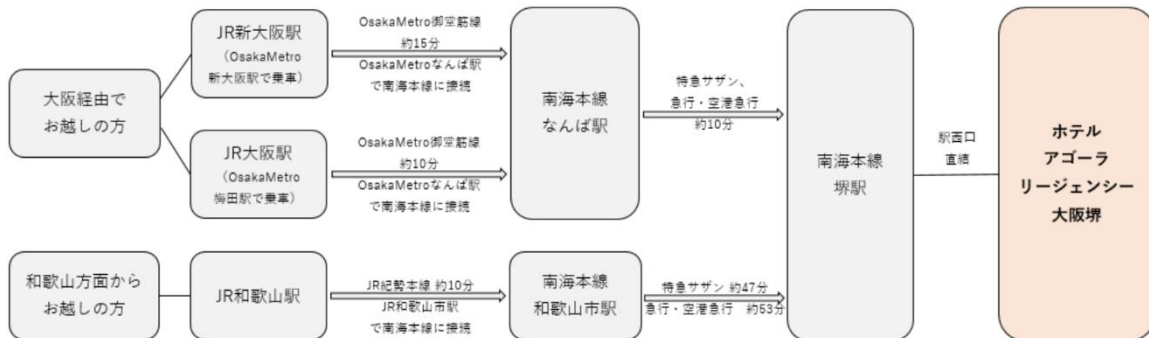 大阪経由で
お越しの方
JR新大阪駅
（OsakaMetro
新大阪駅で乗車）
OsakaMetro御堂筋線
約15分
OsakaMetroなんば駅
で南海本線に接続
JR大阪駅
（OsakaMetro
梅田駅で乗車）
OsakaMetro御堂筋線
約10分
OsakaMetroなんば駅
で南海本線に接続
南海本線
なんば駅
特急サザン、
急行・空港急行
約10分
和歌山方面から
お越しの方
JR和歌山駅
JR紀勢本線 約10分
JR和歌山市駅
で南海本線に接続
南海本線
和歌山市駅
特急サザン 約47分
急行・空港急行　約53分
南海本線
堺駅
駅西口
直結
ホテル
アゴーラ
リージェンシー
大阪堺